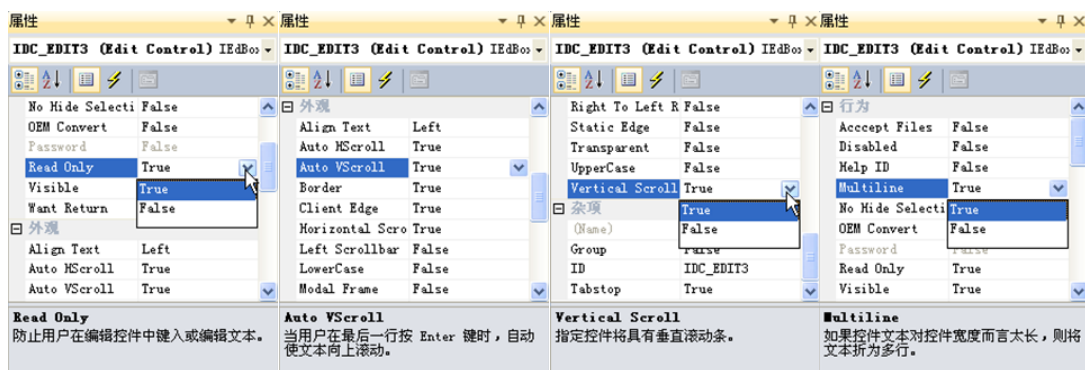 属性
IDC_EDIT3 (Edit Control) IEdBox
No Hide Selecti False
OEM Convert False
Password False
Read Only True
Visible True
Want Return False
外观
Align Text Left
Auto HScroll True
Auto VScroll True
Read Only
防止用户在编辑控件中键入或编辑文本。
属性
IDC_EDIT3 (Edit Control) IEdBox
外观
Align Text Left
Auto HScroll True
Auto VScroll True
Border True
Client Edge True
Horizontal Scro True
Left Scrollbar False
LowerCase False
Modal Frame False
Auto VScroll
当用户在最后一行按 Enter 键时，自动
使文本向上滚动。
属性
IDC_EDIT3 (Edit Control) IEdBox
Right To Left R False
Static Edge False
Transparent False
UpperCase False
Vertical Scroll True
杂项 True
(Name) False
Group False
ID IDC_EDIT3
Tabstop True
Vertical Scroll
指定控件将具有垂直滚动条。
属性
IDC_EDIT3 (Edit Control) IEdBox
行为
Acccept Files False
Disabled False
Help ID False
Multiline True
No Hide Selecti True
OEM Convert False
Password False
Read Only True
Visible True
Multiline
如果控件文本对控件宽度而言太长，则将
文本折为多行。